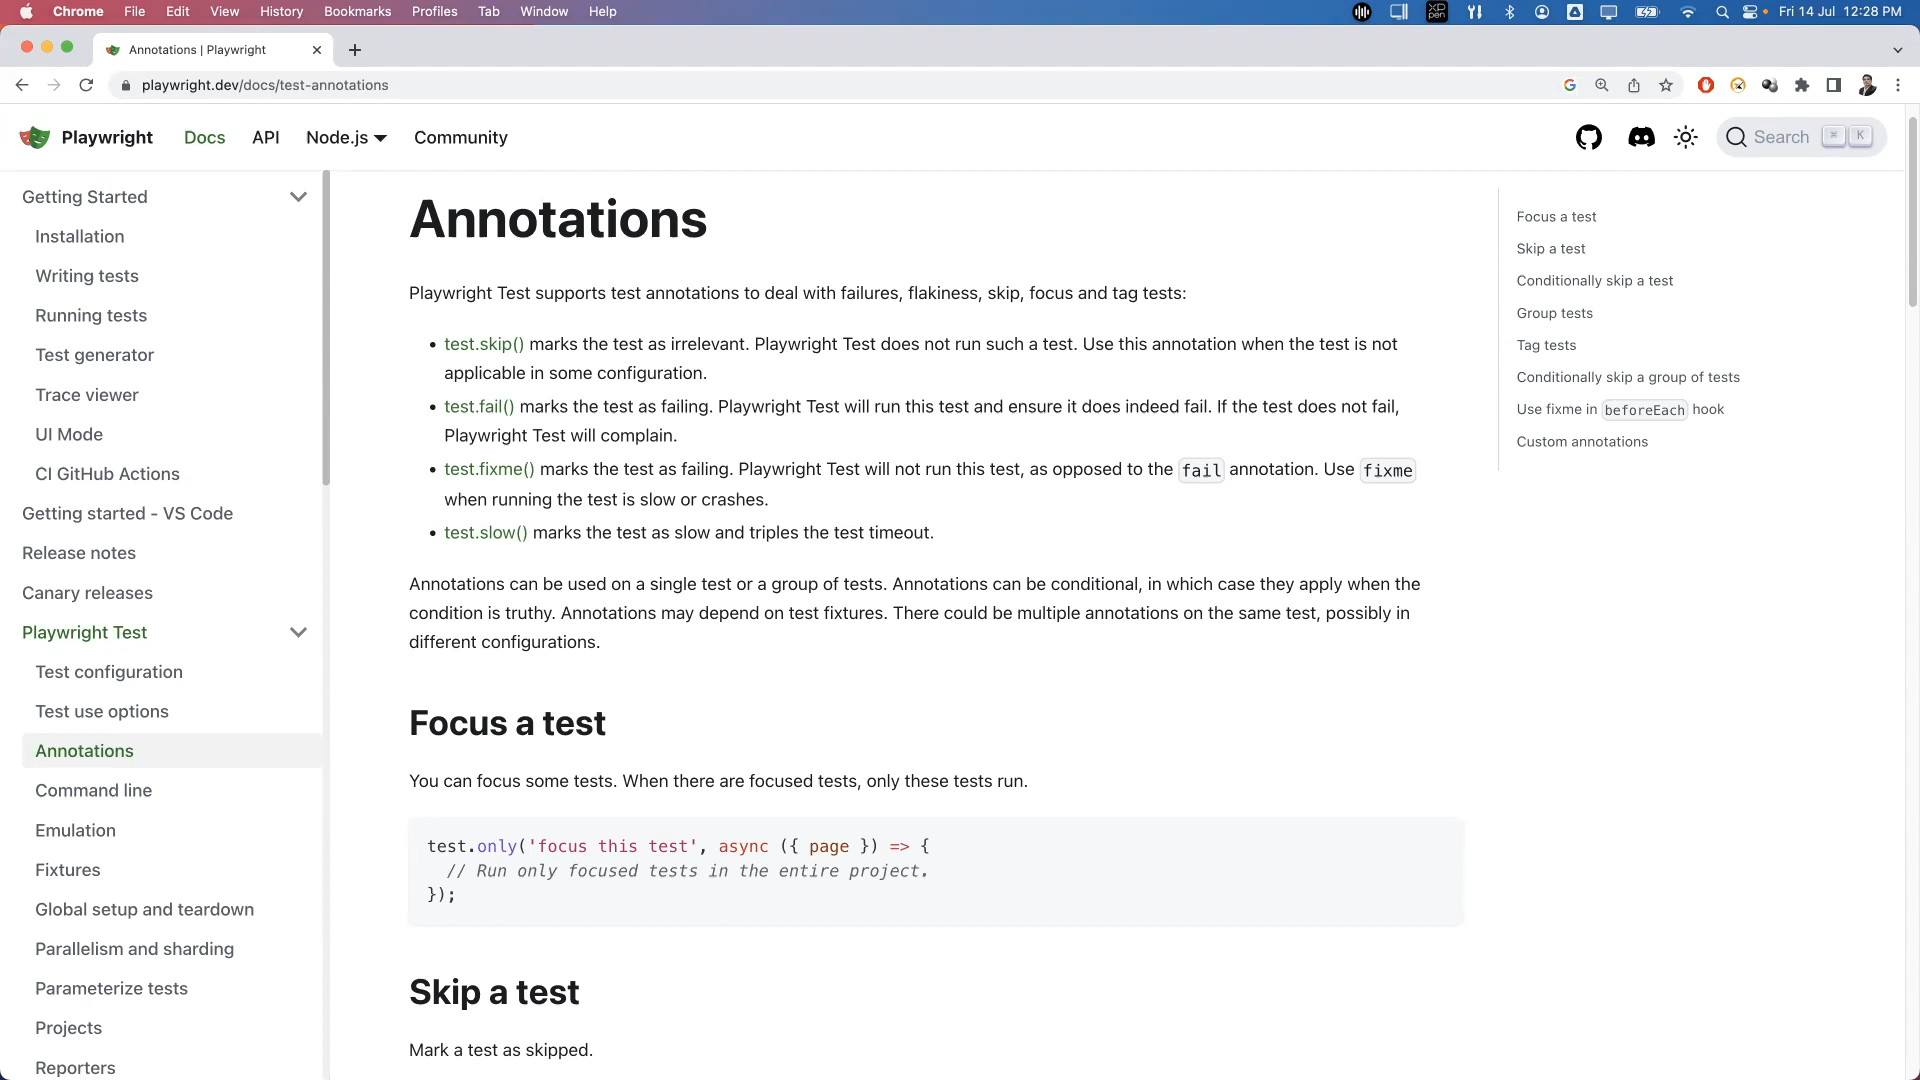 Chrome File Edit View History Bookmarks Profiles Tab Window Help
XP pen
Fri 14 Jul 12:28 PM
Annotations | Playwright
playwright.dev/docs/test-annotations
Playwright Docs API Node.js Community
Search ⌘ K
Getting Started
Installation
Writing tests
Running tests
Test generator
Trace viewer
UI Mode
CI GitHub Actions
Getting started - VS Code
Release notes
Canary releases
Playwright Test
Test configuration
Test use options
Annotations
Command line
Emulation
Fixtures
Global setup and teardown
Parallelism and sharding
Parameterize tests
Projects
Reporters
Annotations
Playwright Test supports test annotations to deal with failures, flakiness, skip, focus and tag tests:
• test.skip() marks the test as irrelevant. Playwright Test does not run such a test. Use this annotation when the test is not
applicable in some configuration.
• test.fail() marks the test as failing. Playwright Test will run this test and ensure it does indeed fail. If the test does not fail,
Playwright Test will complain.
• test.fixme() marks the test as failing. Playwright Test will not run this test, as opposed to the fail annotation. Use fixme
when running the test is slow or crashes.
• test.slow() marks the test as slow and triples the test timeout.
Annotations can be used on a single test or a group of tests. Annotations can be conditional, in which case they apply when the
condition is truthy. Annotations may depend on test fixtures. There could be multiple annotations on the same test, possibly in
different configurations.
Focus a test
You can focus some tests. When there are focused tests, only these tests run.
test.only('focus this test', async ({ page }) => {
// Run only focused tests in the entire project.
});
Skip a test
Mark a test as skipped.
Focus a test
Skip a test
Conditionally skip a test
Group tests
Tag tests
Conditionally skip a group of tests
Use fixme in beforeEach hook
Custom annotations